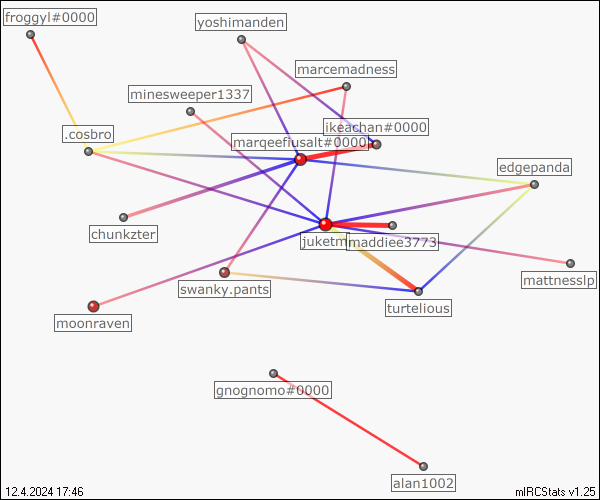 froggyl#0000
yoshimanden
marcemadness
minesweeper1337
ikeachan#0000
.cosbro
marqeefiusalt#0000
edgepanda
chunkzter
juketm
maddiee3773
mattnesslp
swanky.pants
turtelious
moonraven
gnognomo#0000
alan1002
12.4.2024 17:46
mIRCStats v1.25